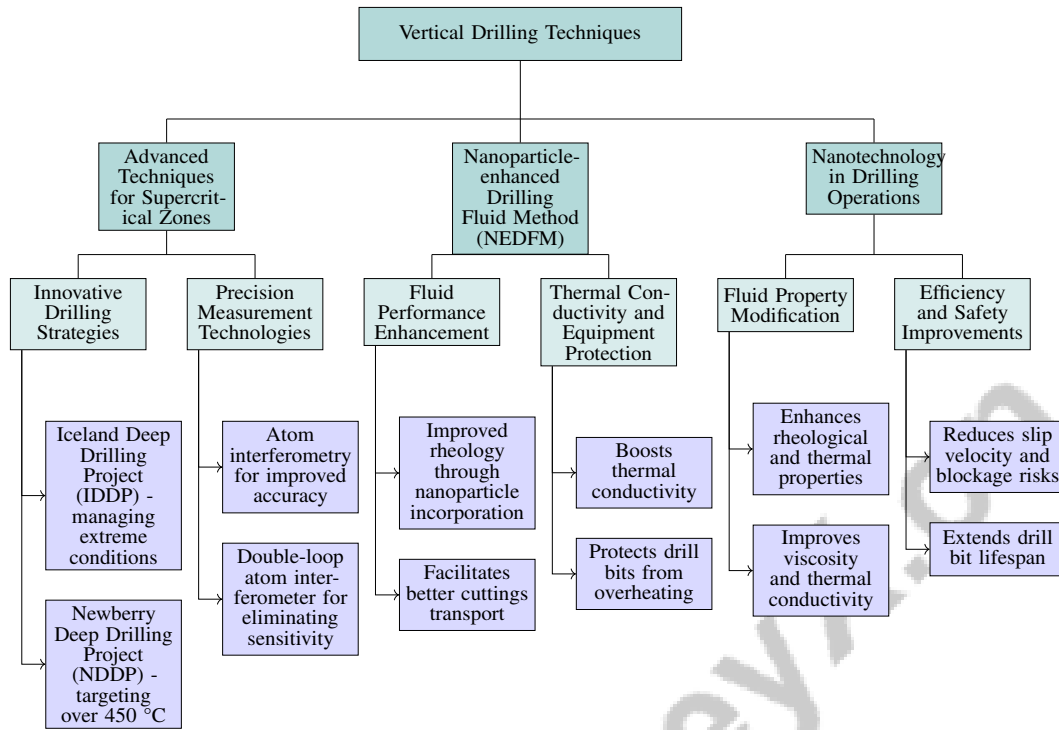 Vertical Drilling Techniques
Advanced
Techniques
for Supercrit-
ical Zones
Nanoparticle-
enhanced
Drilling
Fluid Method
(NEDFM)
Nanotechnology
in Drilling
Operations
Innovative
Drilling
Strategies
Precision
Measurement
Technologies
Fluid
Performance
Enhancement
Thermal Con-
ductivity and
Equipment
Protection
Fluid Property
Modification
Efficiency
and Safety
Improvements
Iceland Deep
Drilling
Project
(IDDP) -
managing
extreme
conditions
Atom
interferometry
for improved
accuracy
Improved
rheology
through
nanoparticle
incorporation
Boosts
thermal
conductivity
Enhances
rheological
and thermal
properties
Reduces slip
velocity and
blockage risks
Newberry
Deep Drilling
Project
(NDDP) -
targeting
over 450 °C
Double-loop
atom inter-
ferometer for
eliminating
sensitivity
Facilitates
better cuttings
transport
Protects drill
bits from
overheating
Improves
viscosity
and thermal
conductivity
Extends drill
bit lifespan